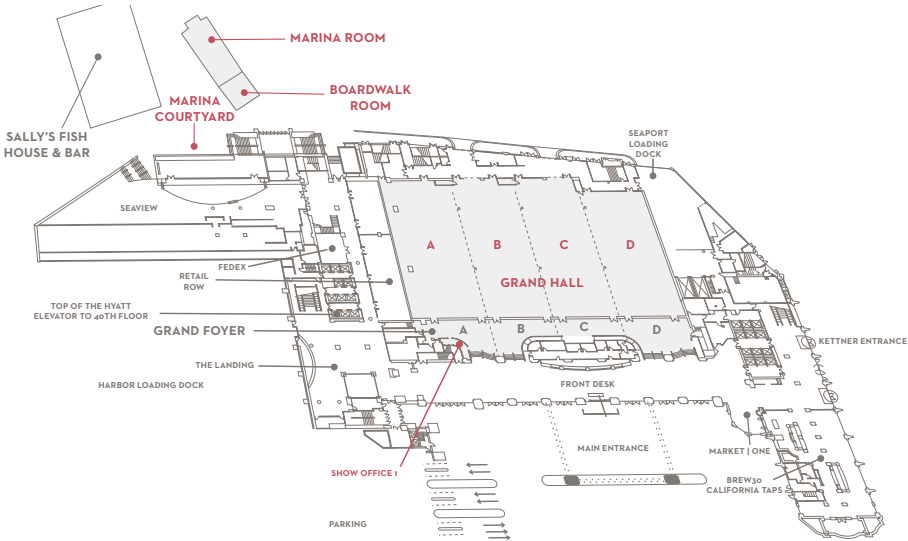 MARINA ROOM
BOARDWALK
ROOM
MARINA
COURTYARD
SALLY'S FISH
HOUSE & BAR
SEAPORT
LOADING
DOCK
SEAVIEW
A
B
C
D
FEDEX
RETAIL
ROW
GRAND HALL
TOP OF THE HYATT
ELEVATOR TO 40TH FLOOR
GRAND FOYER
A
B
C
D
KETTNER ENTRANCE
THE LANDING
HARBOR LOADING DOCK
FRONT DESK
MAIN ENTRANCE
MARKET | ONE
SHOW OFFICE 1
BREW30
CALIFORNIA TAPS
PARKING